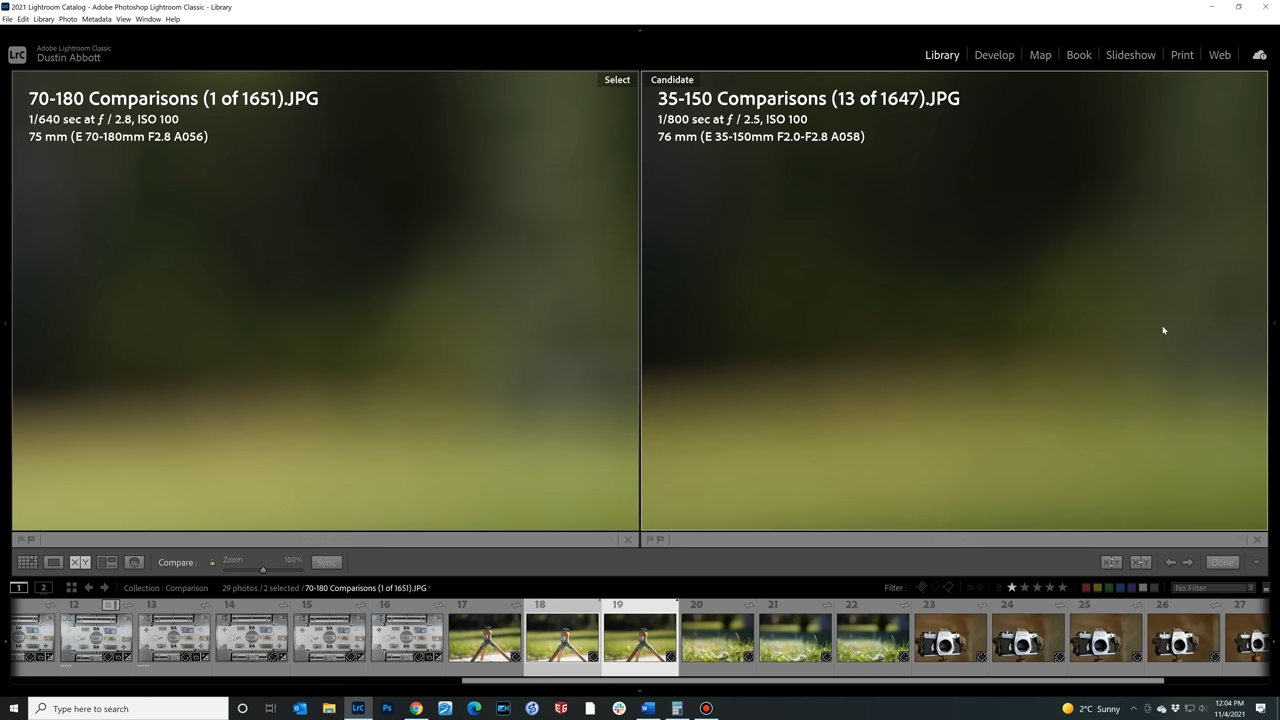 2021 Lightroom Catalog - Adobe Photoshop Lightroom Classic - Library
File Edit Library Photo Metadata View Window Help
LrC
Adobe Lightroom Classic
Dustin Abbott
Library Develop Map Book Slideshow Print Web
Select
70-180 Comparisons (1 of 1651).JPG
1/640 sec at ƒ / 2.8, ISO 100
75 mm (E 70-180mm F2.8 A056)
Candidate
35-150 Comparisons (13 of 1647).JPG
1/800 sec at ƒ / 2.5, ISO 100
76 mm (E 35-150mm F2.0-F2.8 A058)
XY Compare : Zoom 100% Sync Done
1 2 Collection : Comparison 29 photos / 2 selected / 70-180 Comparisons (1 of 1651).JPG Filter : No Filter
12 13 14 15 16 17 18 19 20 21 22 23 24 25 26 27
Type here to search
LrC
Ps
2°C Sunny
12:04 PM
11/4/2021